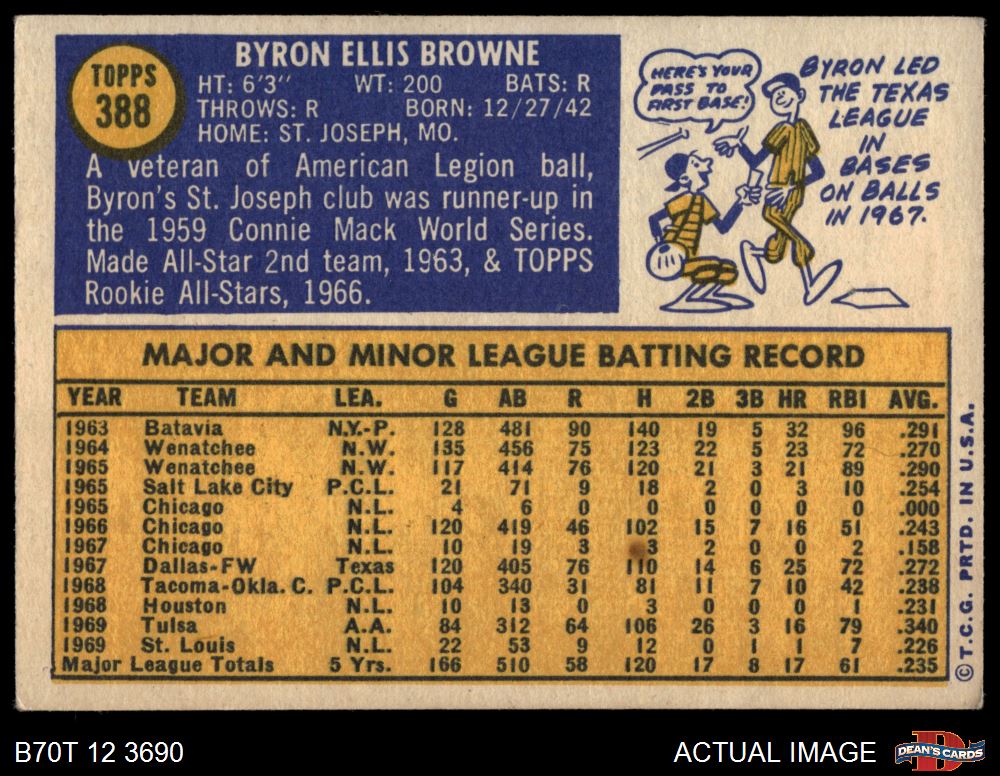 TOPPS
388
BYRON ELLIS BROWNE
HT: 6'3" WT: 200 BATS: R
THROWS: R BORN: 12/27/42
HOME: ST. JOSEPH, MO.
A veteran of American Legion ball,
Byron's St. Joseph club was runner-up in
the 1959 Connie Mack World Series.
Made All-Star 2nd team, 1963, & TOPPS
Rookie All-Stars, 1966.
HERE'S YOUR
PASS TO
FIRST BASE!
BYRON LED
THE TEXAS
LEAGUE
IN
BASES
ON BALLS
IN 1967.
MAJOR AND MINOR LEAGUE BATTING RECORD
YEAR TEAM LEA. G AB R H 2B 3B HR RBI AVG.
1963 Batavia N.Y.-P. 128 481 90 140 19 5 32 96 .291
1964 Wenatchee N.W. 135 456 75 123 22 5 23 72 .270
1965 Wenatchee N.W. 117 414 76 120 21 3 21 89 .290
1965 Salt Lake City P.C.L. 21 71 9 18 2 0 3 10 .254
1965 Chicago N.L. 4 6 0 0 0 0 0 0 .000
1966 Chicago N.L. 120 419 46 102 15 7 16 51 .243
1967 Chicago N.L. 10 19 3 3 2 0 0 2 .158
1967 Dallas-FW Texas 120 405 76 110 14 6 25 72 .272
1968 Tacoma-Okla. C. P.C.L. 104 340 31 81 11 7 10 42 .238
1968 Houston N.L. 10 13 0 3 0 0 0 1 .231
1969 Tulsa A.A. 84 312 64 106 26 3 16 79 .340
1969 St. Louis N.L. 22 53 9 12 0 1 1 7 .226
Major League Totals 5 Yrs. 166 510 58 120 17 8 17 61 .235
© T.C.G. PRTD. IN U.S.A.
B70T 12 3690
ACTUAL IMAGE
DEAN'S CARDS